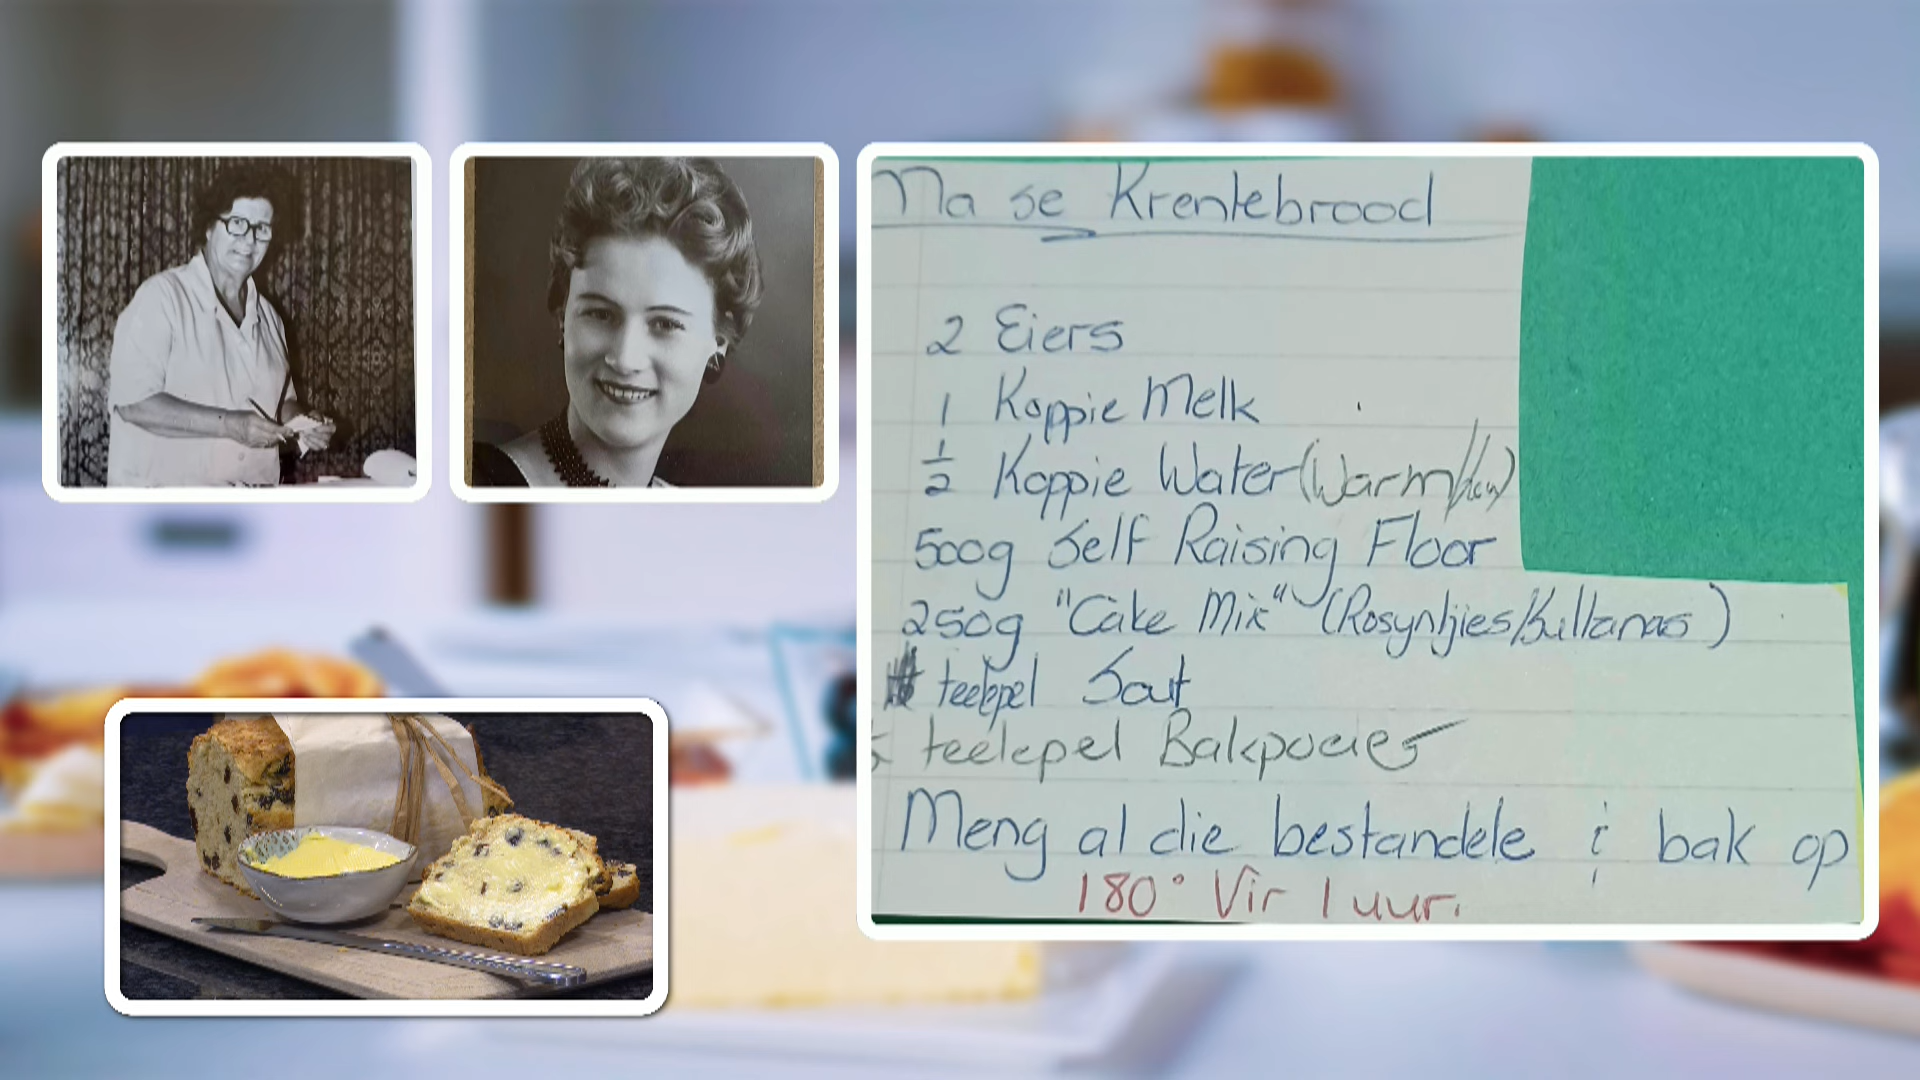 Ma se Krentebrood
2 Eiers
1 Koppie Melk
1/2 Koppie Water (Warm/
500g Self Raising Floor
250g "Cake Mix" (Rosyntjies/Sultanas)
teelepel Sout
teelepel Bakpoeier
Meng al die bestandele & bak op
180° Vir 1 uur.